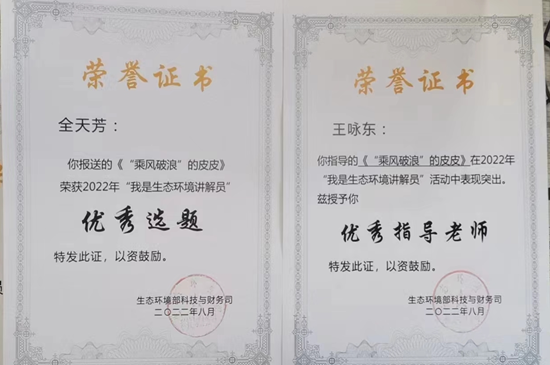 荣誉证书
全天芳：
你报送的《“乘风破浪”的皮皮》
荣获2022年“我是生态环境讲解员”
优秀选题
特发此证，以资鼓励。
生态环境部科技与财务司
二〇二二年八月
荣誉证书
王咏东：
你指导的《“乘风破浪”的皮皮》在2022年
“我是生态环境讲解员”活动中表现突出。
兹授予你
优秀指导老师
特发此证，以资鼓励。
生态环境部科技与财务司
二〇二二年八月
员